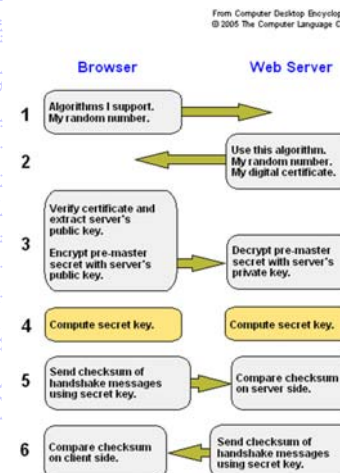 From Computer Desktop
© 2005 The Computer Language
Browser
Web Server
1
Algorithms I support.
My random number.
2
Use this algorithm.
My random number.
My digital certificate.
3
Verify certificate and
extract server's
public key.
Encrypt pre-master
secret with server's
public key.
Decrypt pre-master
secret with server's
private key.
4
Compute secret key.
Compute secret key.
5
Send checksum of
handshake messages
using secret key.
Compare checksum
on server side.
6
Compare checksum
on client side.
Send checksum of
handshake messages
using secret key.